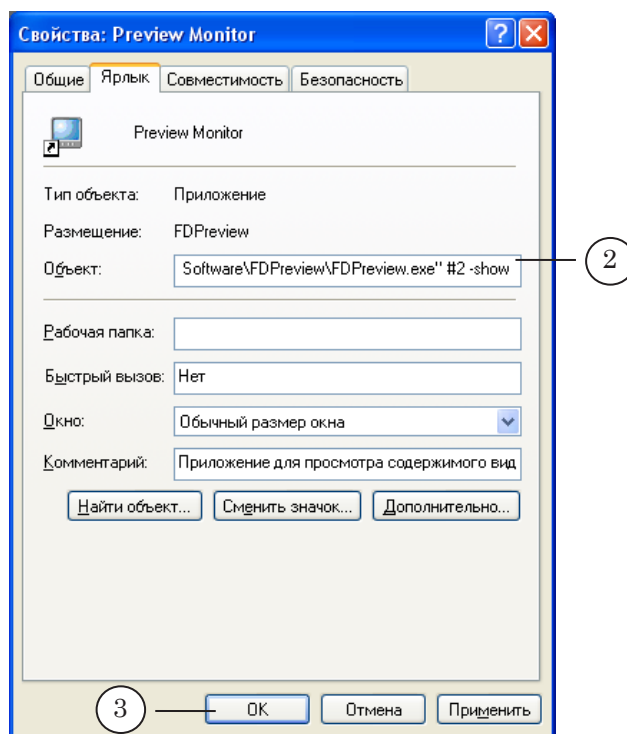 Свойства: Preview Monitor
Общие Ярлык Совместимость Безопасность
Preview Monitor
Тип объекта: Приложение
Размещение: FDPreview
Объект: Software\FDPreview\FDPreview.exe" #2 -show
2
Рабочая папка:
Быстрый вызов: Нет
Окно: Обычный размер окна
Комментарий: Приложение для просмотра содержимого вид
Найти объект... Сменить значок... Дополнительно...
3
OK Отмена Применить